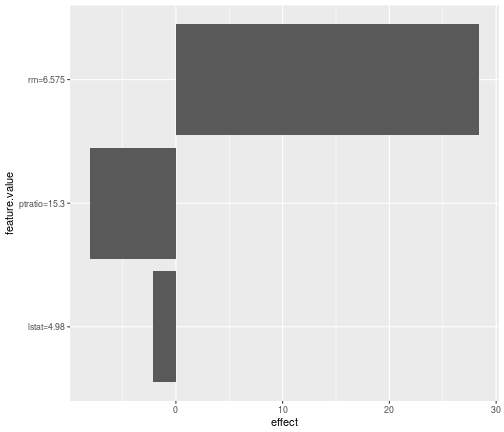 rm=6.575
ptratio=15.3
lstat=4.98
feature.value
0 10 20 30
effect